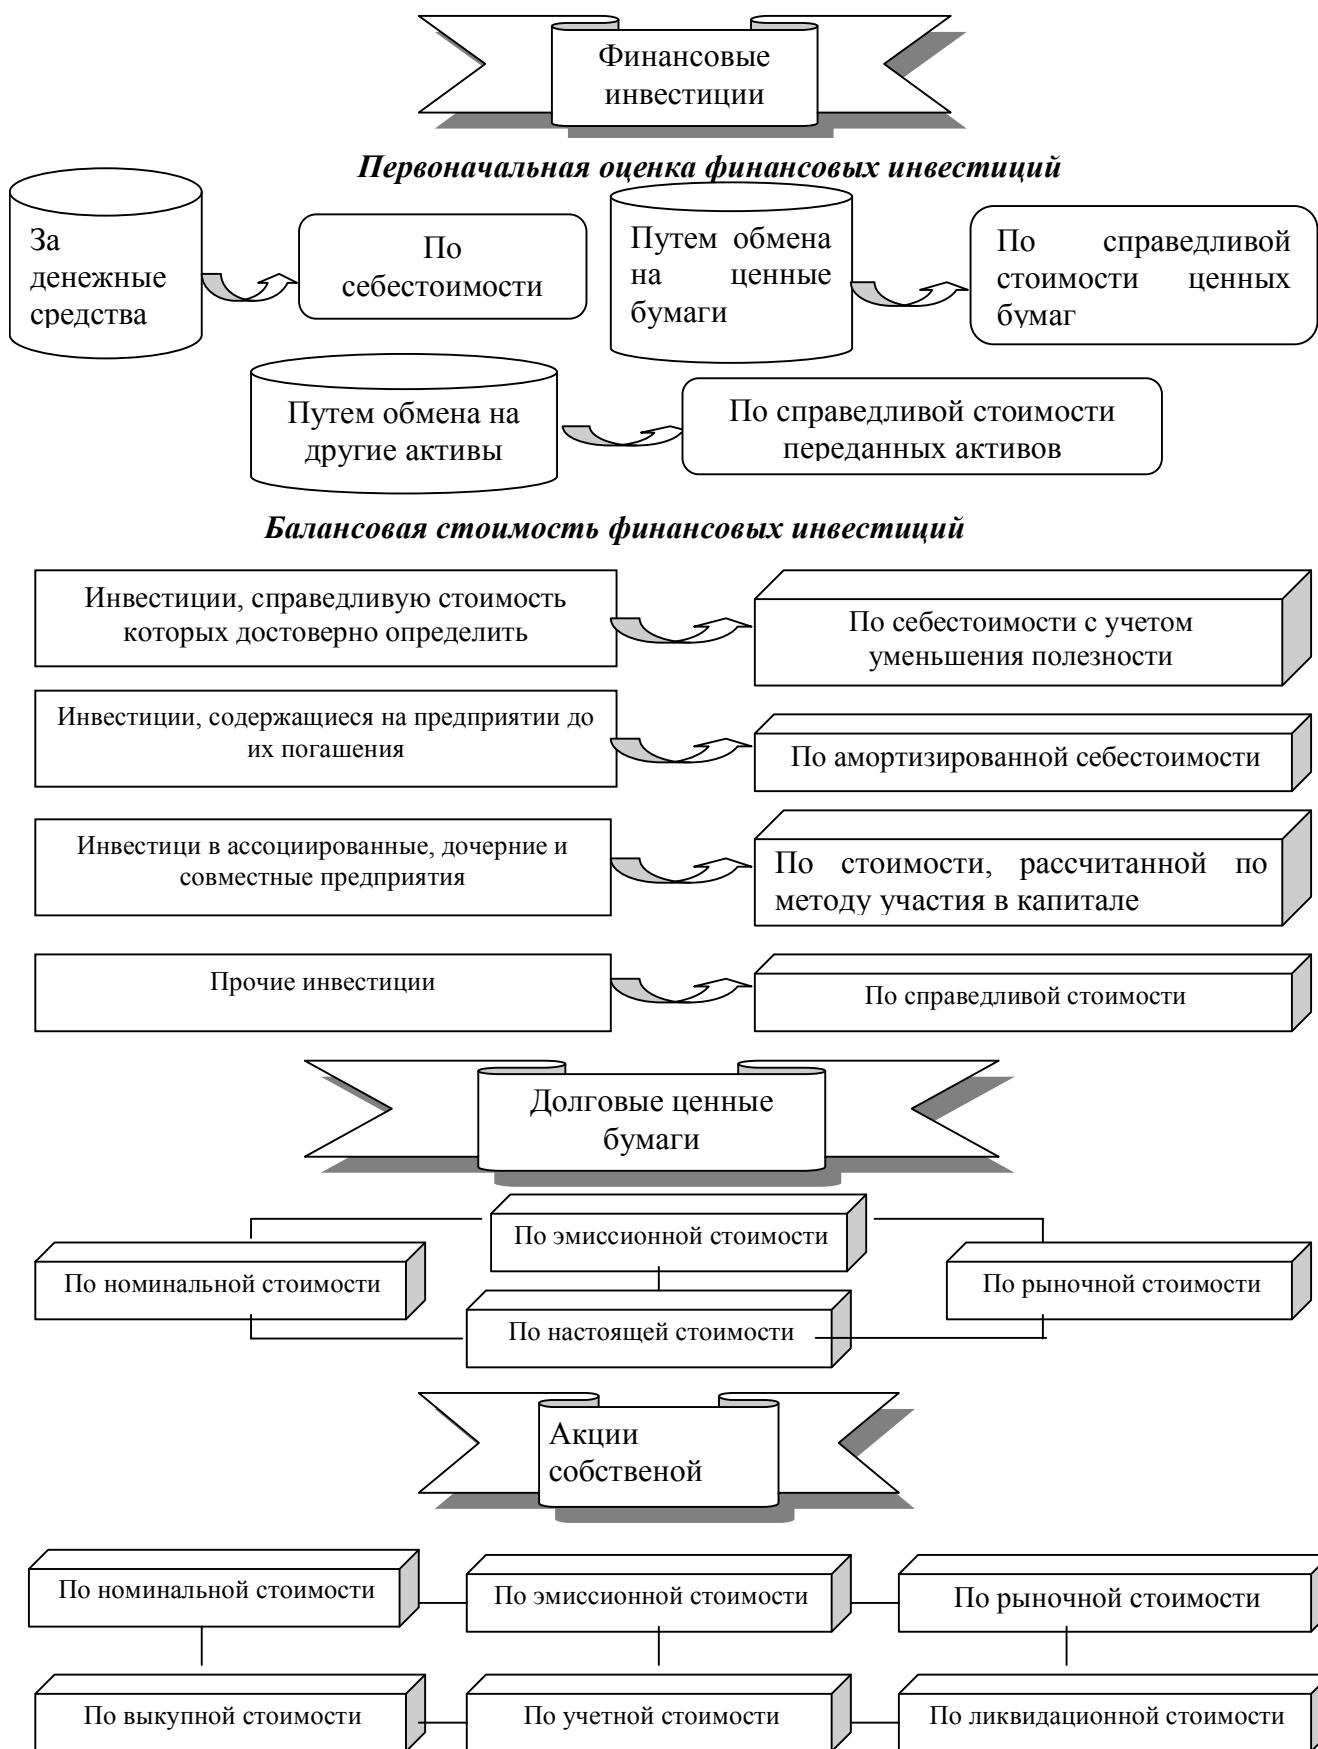 Финансовые
инвестиции
Первоначальная оценка финансовых инвестиций
За
денежные
средства
По
себестоимости
Путем обмена
на ценные
бумаги
По справедливой
стоимости ценных
бумаг
Путем обмена на
другие активы
По справедливой стоимости
переданных активов
Балансовая стоимость финансовых инвестиций
Инвестиции, справедливую стоимость
которых достоверно определить
По себестоимости с учетом
уменьшения полезности
Инвестиции, содержащиеся на предприятии до
их погашения
По амортизированной себестоимости
Инвестици в ассоциированные, дочерние и
совместные предприятия
По стоимости, рассчитанной по
методу участия в капитале
Прочие инвестиции
По справедливой стоимости
Долговые ценные
бумаги
По эмиссионной стоимости
По номинальной стоимости
По рыночной стоимости
По настоящей стоимости
Акции
собственой
По номинальной стоимости
По эмиссионной стоимости
По рыночной стоимости
По выкупной стоимости
По учетной стоимости
По ликвидационной стоимости